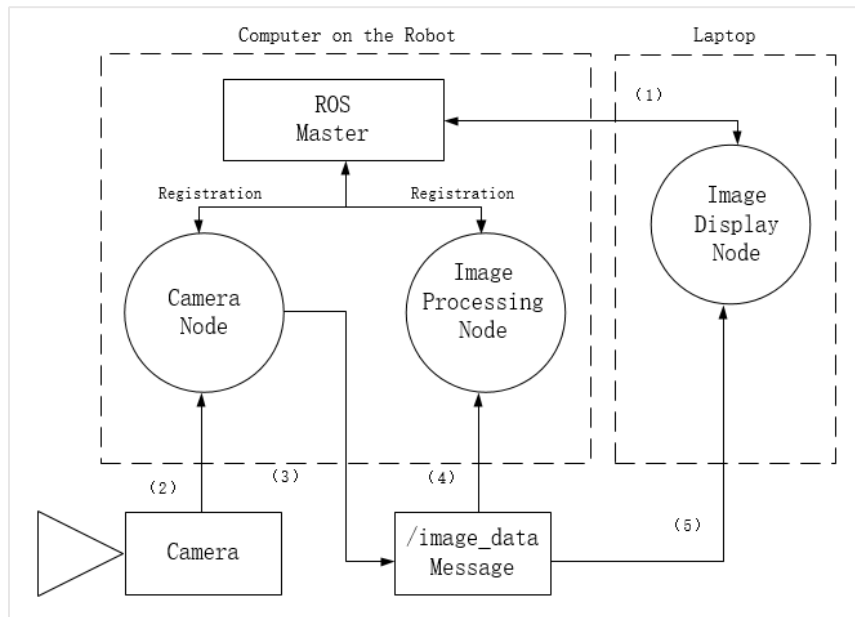 Computer on the Robot
Laptop
ROS
Master
(1)
Registration
Registration
Image
Display
Node
Camera
Node
Image
Processing
Node
(2)
(3)
(4)
(5)
Camera
/image_data
Message